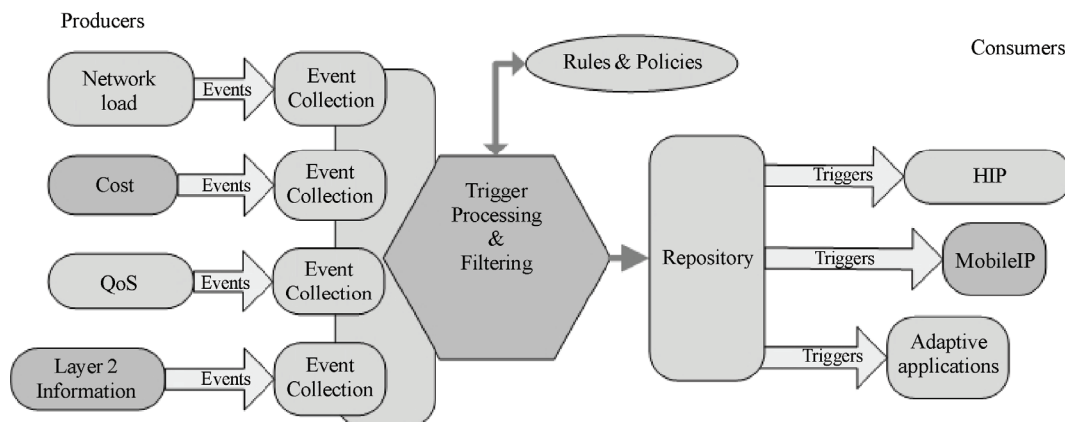 Producers
Consumers
Network
load
Events
Event
Collection
Rules & Policies
Cost
Events
Event
Collection
QoS
Events
Event
Collection
Layer 2
Information
Events
Event
Collection
Trigger
Processing
&
Filtering
Repository
Triggers
HIP
Triggers
MobileIP
Triggers
Adaptive
applications